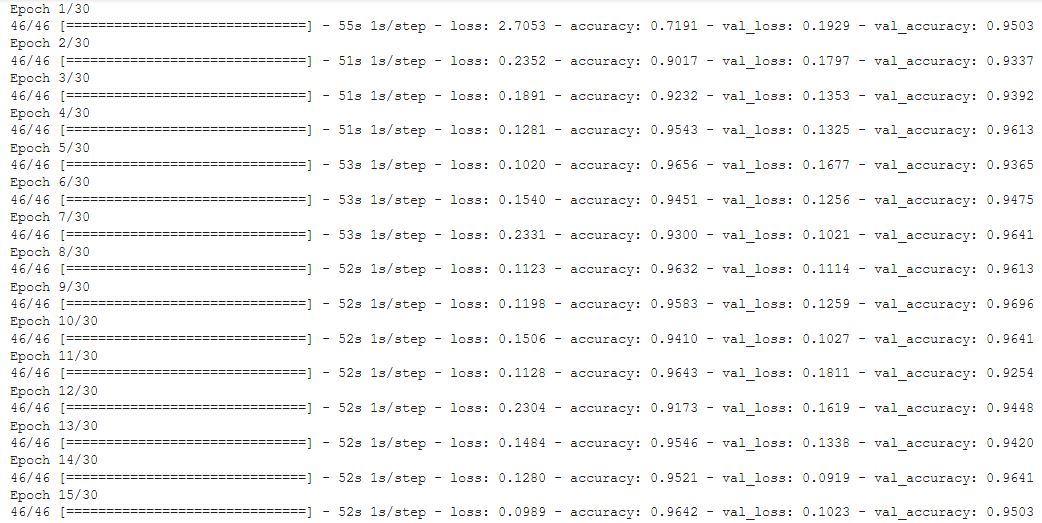 Epoch 1/30
46/46 [==============================] - 55s 1s/step - loss: 2.7053 - accuracy: 0.7191 - val_loss: 0.1929 - val_accuracy: 0.9503
Epoch 2/30
46/46 [==============================] - 51s 1s/step - loss: 0.2352 - accuracy: 0.9017 - val_loss: 0.1797 - val_accuracy: 0.9337
Epoch 3/30
46/46 [==============================] - 51s 1s/step - loss: 0.1891 - accuracy: 0.9232 - val_loss: 0.1353 - val_accuracy: 0.9392
Epoch 4/30
46/46 [==============================] - 51s 1s/step - loss: 0.1281 - accuracy: 0.9543 - val_loss: 0.1325 - val_accuracy: 0.9613
Epoch 5/30
46/46 [==============================] - 53s 1s/step - loss: 0.1020 - accuracy: 0.9656 - val_loss: 0.1677 - val_accuracy: 0.9365
Epoch 6/30
46/46 [==============================] - 53s 1s/step - loss: 0.1540 - accuracy: 0.9451 - val_loss: 0.1256 - val_accuracy: 0.9475
Epoch 7/30
46/46 [==============================] - 53s 1s/step - loss: 0.2331 - accuracy: 0.9300 - val_loss: 0.1021 - val_accuracy: 0.9641
Epoch 8/30
46/46 [==============================] - 52s 1s/step - loss: 0.1123 - accuracy: 0.9632 - val_loss: 0.1114 - val_accuracy: 0.9613
Epoch 9/30
46/46 [==============================] - 52s 1s/step - loss: 0.1198 - accuracy: 0.9583 - val_loss: 0.1259 - val_accuracy: 0.9696
Epoch 10/30
46/46 [==============================] - 52s 1s/step - loss: 0.1506 - accuracy: 0.9410 - val_loss: 0.1027 - val_accuracy: 0.9641
Epoch 11/30
46/46 [==============================] - 52s 1s/step - loss: 0.1128 - accuracy: 0.9643 - val_loss: 0.1811 - val_accuracy: 0.9254
Epoch 12/30
46/46 [==============================] - 52s 1s/step - loss: 0.2304 - accuracy: 0.9173 - val_loss: 0.1619 - val_accuracy: 0.9448
Epoch 13/30
46/46 [==============================] - 52s 1s/step - loss: 0.1484 - accuracy: 0.9546 - val_loss: 0.1338 - val_accuracy: 0.9420
Epoch 14/30
46/46 [==============================] - 52s 1s/step - loss: 0.1280 - accuracy: 0.9521 - val_loss: 0.0919 - val_accuracy: 0.9641
Epoch 15/30
46/46 [==============================] - 52s 1s/step - loss: 0.0989 - accuracy: 0.9642 - val_loss: 0.1023 - val_accuracy: 0.9503